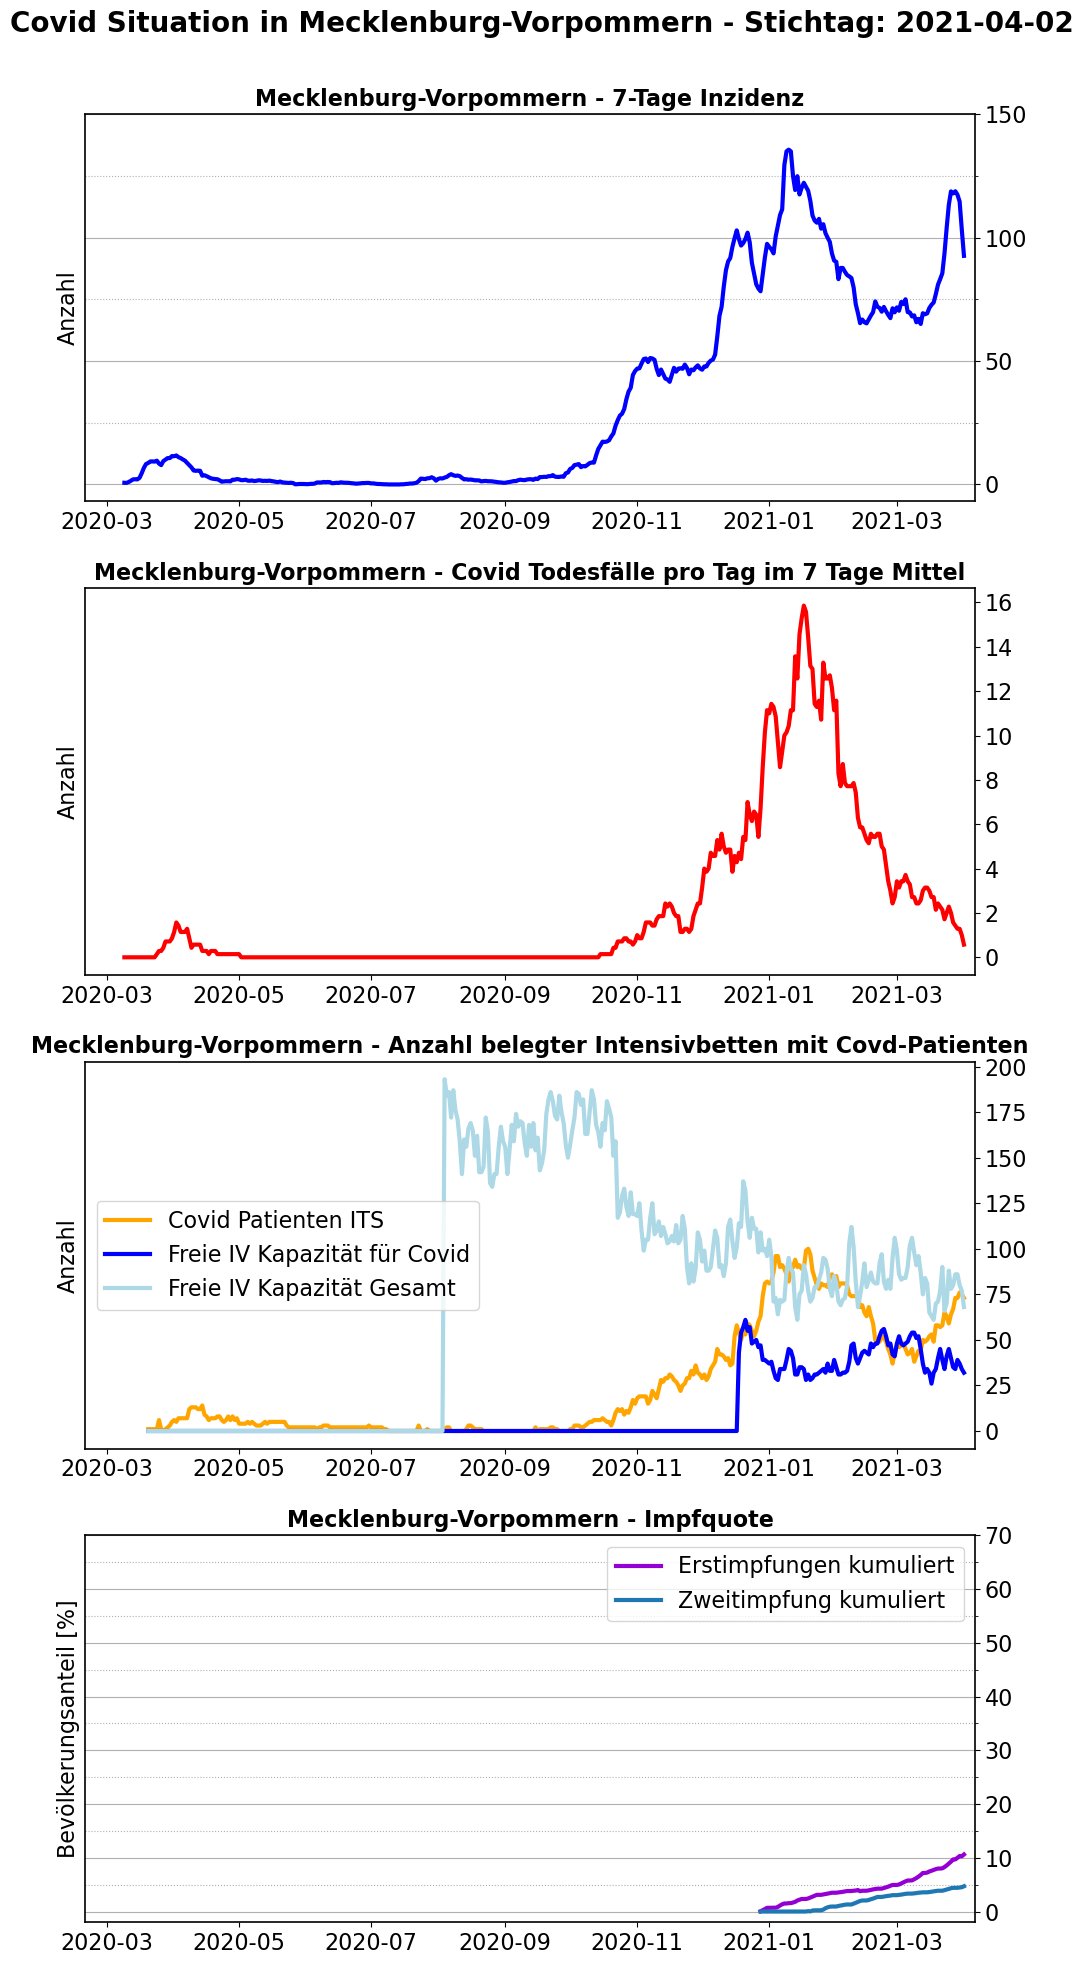 Covid Situation in Mecklenburg-Vorpommern - Stichtag: 2021-04-02
Mecklenburg-Vorpommern - 7-Tage Inzidenz
Anzahl
150
100
50
0
2020-03 2020-05 2020-07 2020-09 2020-11 2021-01 2021-03
Mecklenburg-Vorpommern - Covid Todesfälle pro Tag im 7 Tage Mittel
Anzahl
16
14
12
10
8
6
4
2
0
2020-03 2020-05 2020-07 2020-09 2020-11 2021-01 2021-03
Mecklenburg-Vorpommern - Anzahl belegter Intensivbetten mit Covd-Patienten
Anzahl
Covid Patienten ITS
Freie IV Kapazität für Covid
Freie IV Kapazität Gesamt
200
175
150
125
100
75
50
25
0
2020-03 2020-05 2020-07 2020-09 2020-11 2021-01 2021-03
Mecklenburg-Vorpommern - Impfquote
Bevölkerungsanteil [%]
Erstimpfungen kumuliert
Zweitimpfung kumuliert
70
60
50
40
30
20
10
0
2020-03 2020-05 2020-07 2020-09 2020-11 2021-01 2021-03